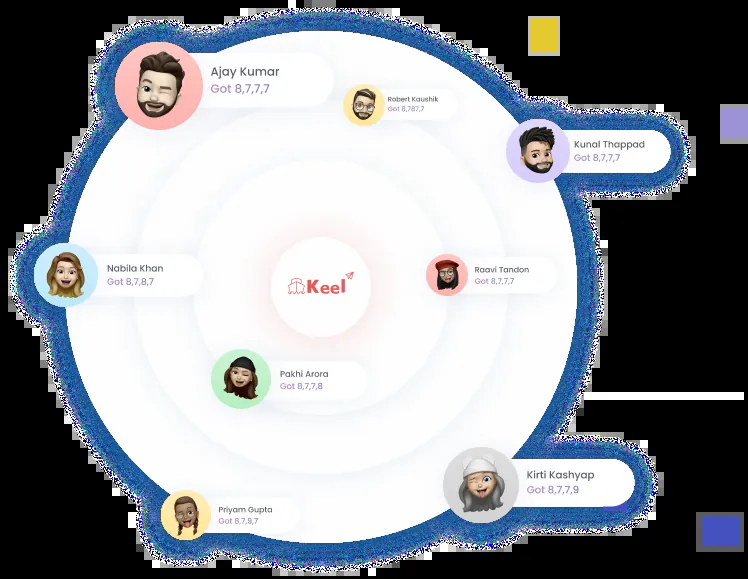 Ajay Kumar
Got 8,7,7,7
Robert Kaushik
Got 8,787,7
Kunal Thappad
Got 8,7,7,7
Nabila Khan
Got 8,7,8,7
Keel
Raavi Tandon
Got 8,7,7,7
Pakhi Arora
Got 8,7,7,8
Kirti Kashyap
Got 8,7,7,9
Priyam Gupta
Got 8,7,9,7